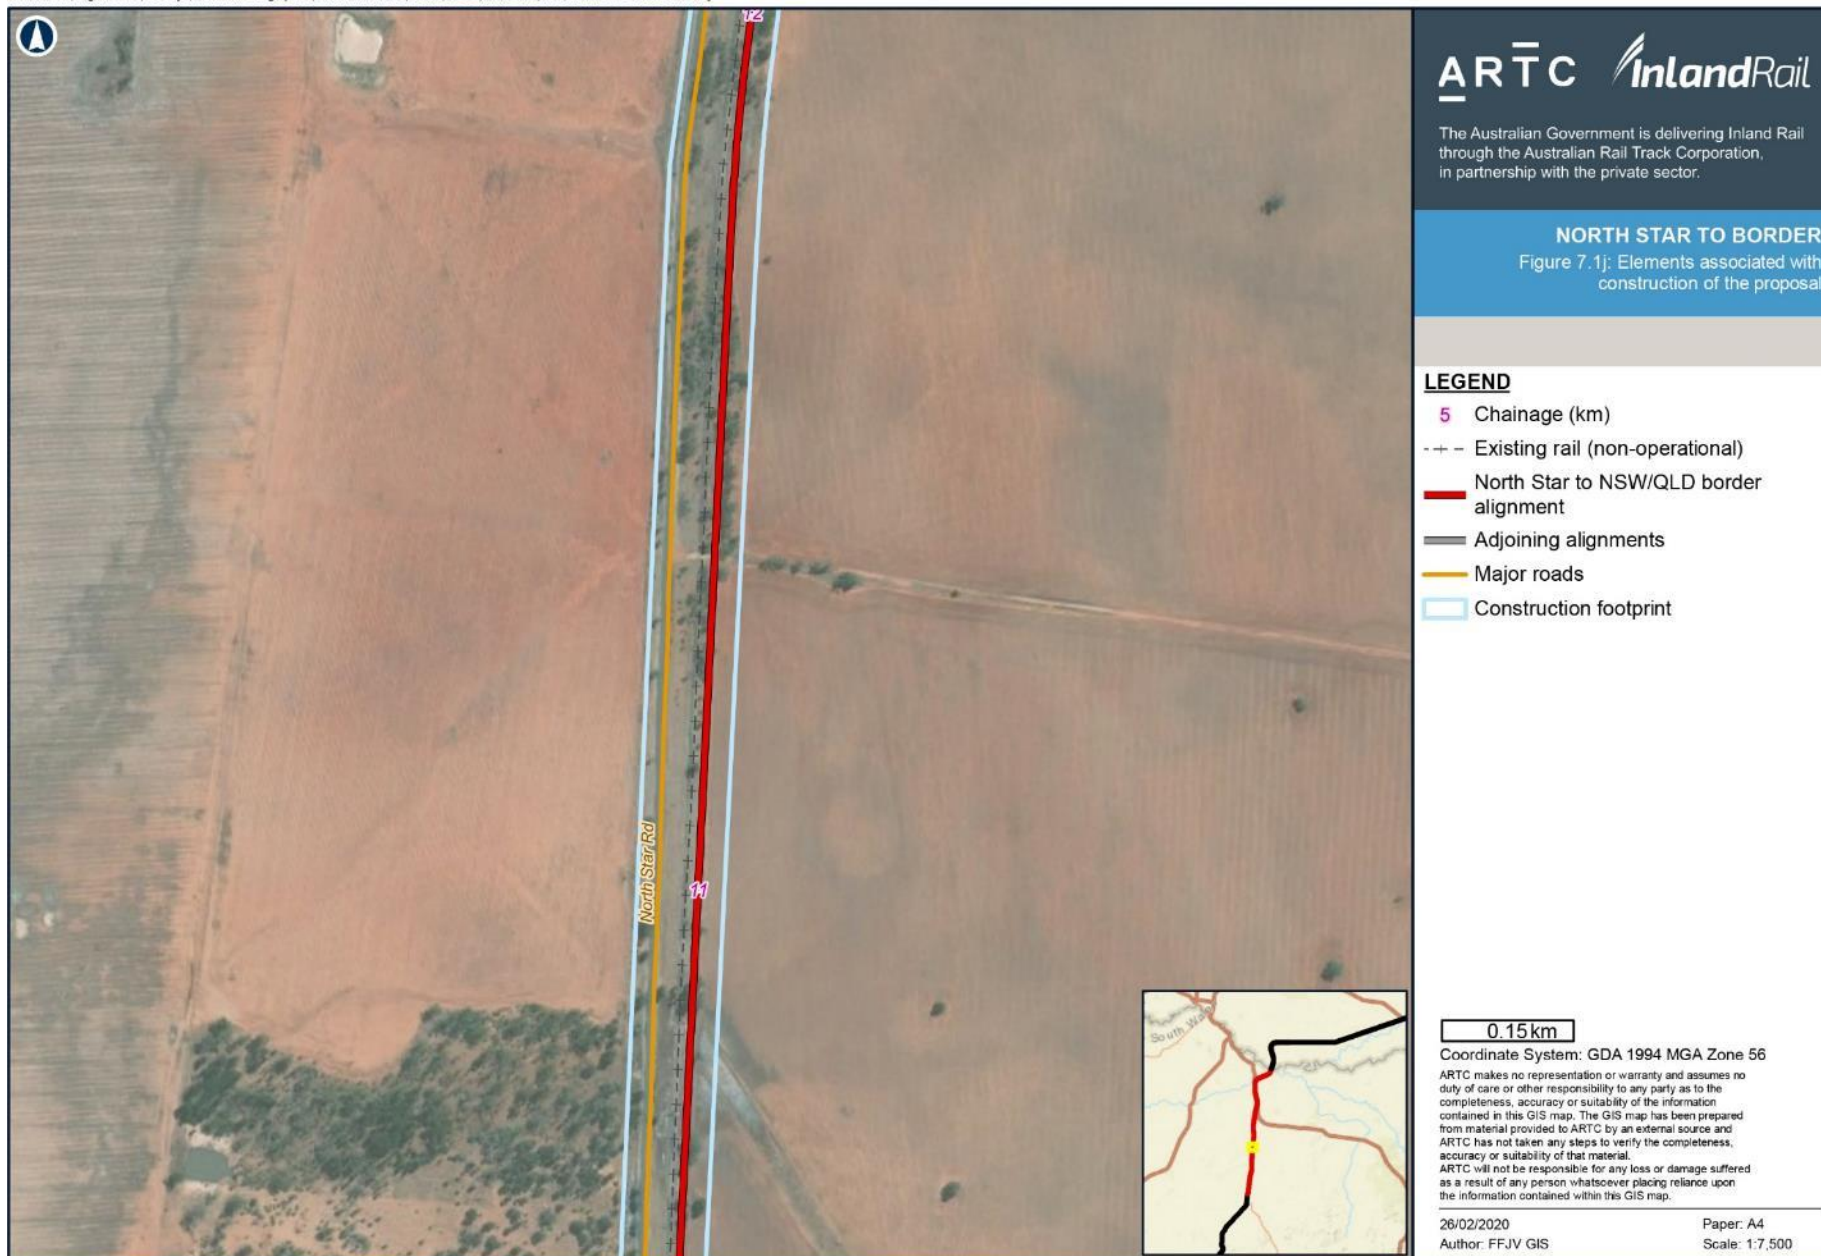 12
North Star Rd
11
South Wales
ARTC InlandRail
The Australian Government is delivering Inland Rail
through the Australian Rail Track Corporation,
in partnership with the private sector.
NORTH STAR TO BORDER
Figure 7.1j: Elements associated with
construction of the proposal
LEGEND
5 Chainage (km)
Existing rail (non-operational)
North Star to NSW/QLD border
alignment
Adjoining alignments
Major roads
Construction footprint
0.15km
Coordinate System: GDA 1994 MGA Zone 56
ARTC makes no representation or warranty and assumes no
duty of care or other responsibility to any party as to the
completeness, accuracy or suitability of the information
contained in this GIS map. The GIS map has been prepared
from material provided to ARTC by an external source and
ARTC has not taken any steps to verify the completeness,
accuracy or suitability of that material.
ARTC will not be responsible for any loss or damage suffered
as a result of any person whatsoever placing reliance upon
the information contained within this GIS map.
26/02/2020 Paper: A4
Author: FFJV GIS Scale: 1:7,500